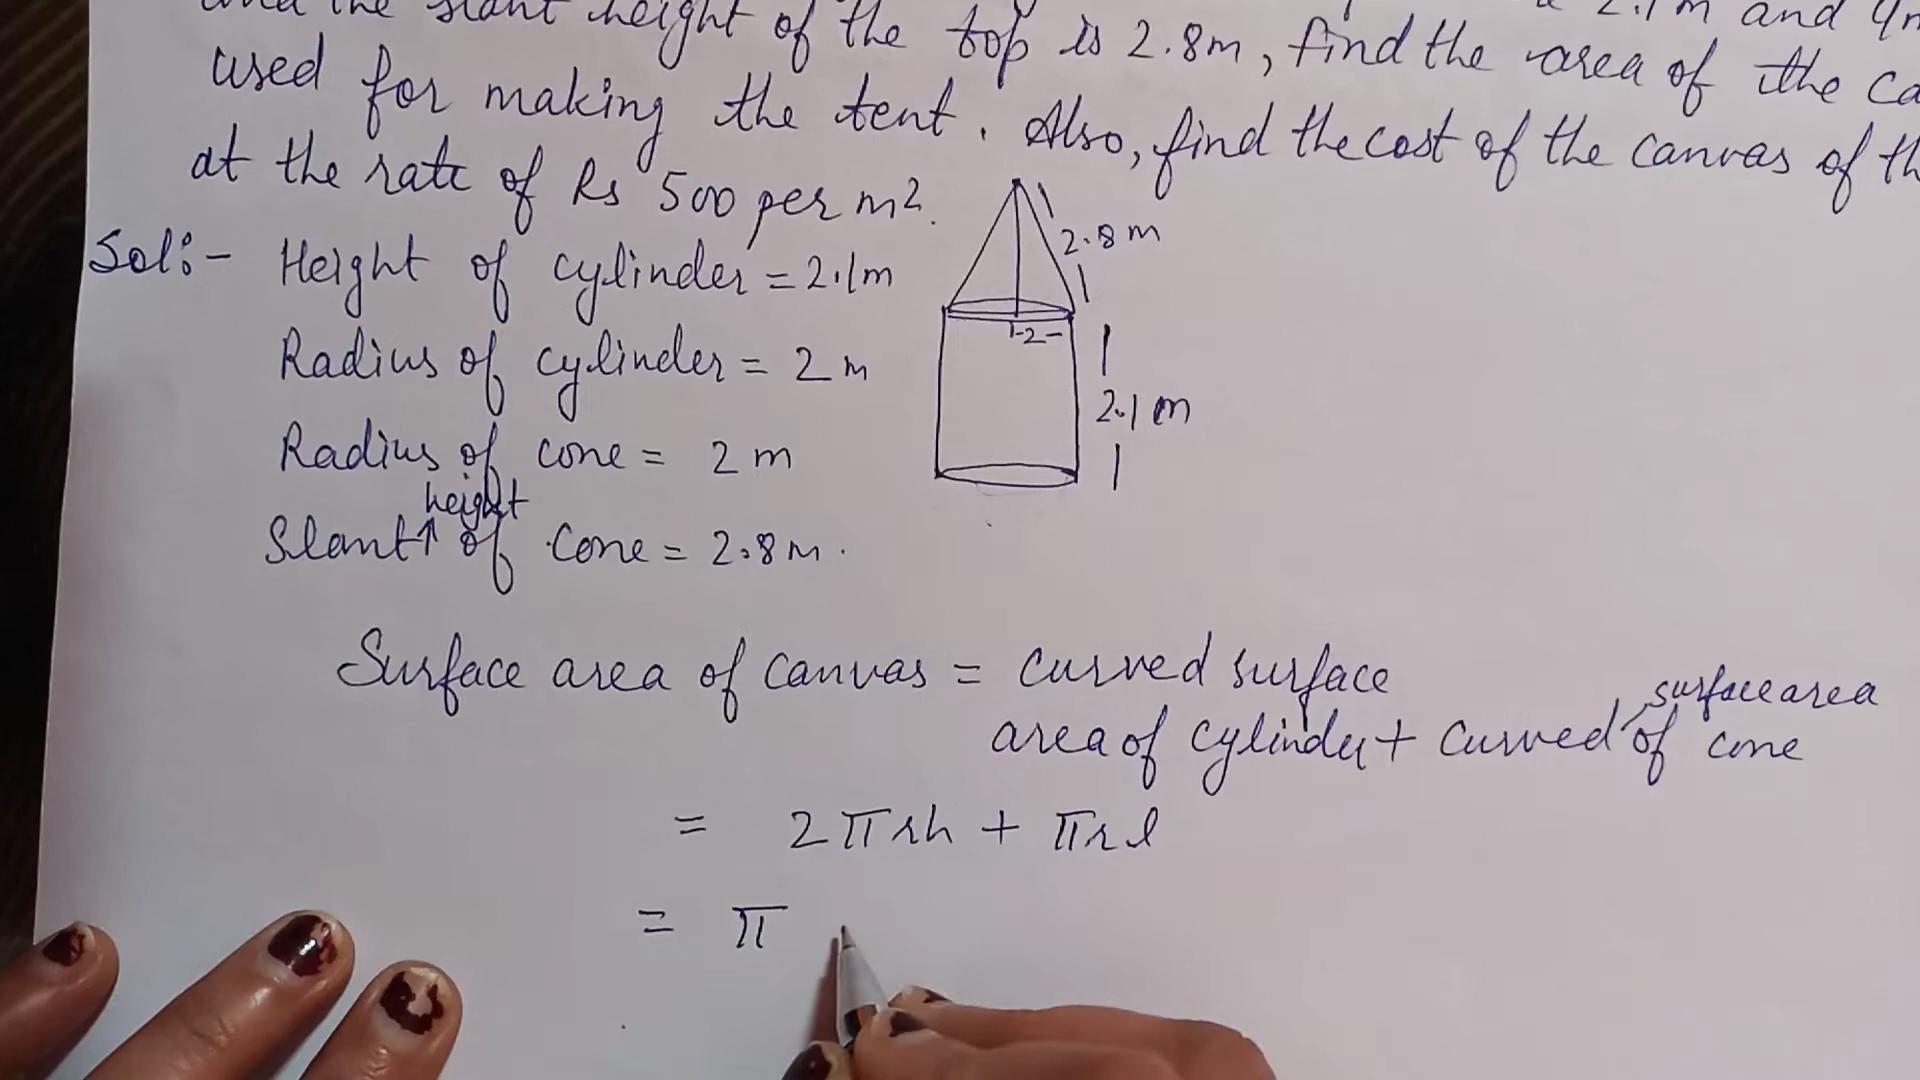 the slant height of the top is 2.8m, find the area of the
used for making the tent. Also, find the cost of the canvas of
at the rate of Rs 500 per m².
Sol:- Height of cylinder = 2.1m
Radius of cylinder = 2 m
Radius of cone = 2 m
height
Slant of cone = 2.8m.
2.8 m
2
2.1 m
Surface area of canvas = curved surface
surface area
area of cylinder + curved of cone
= 2πrh + πrl
= π